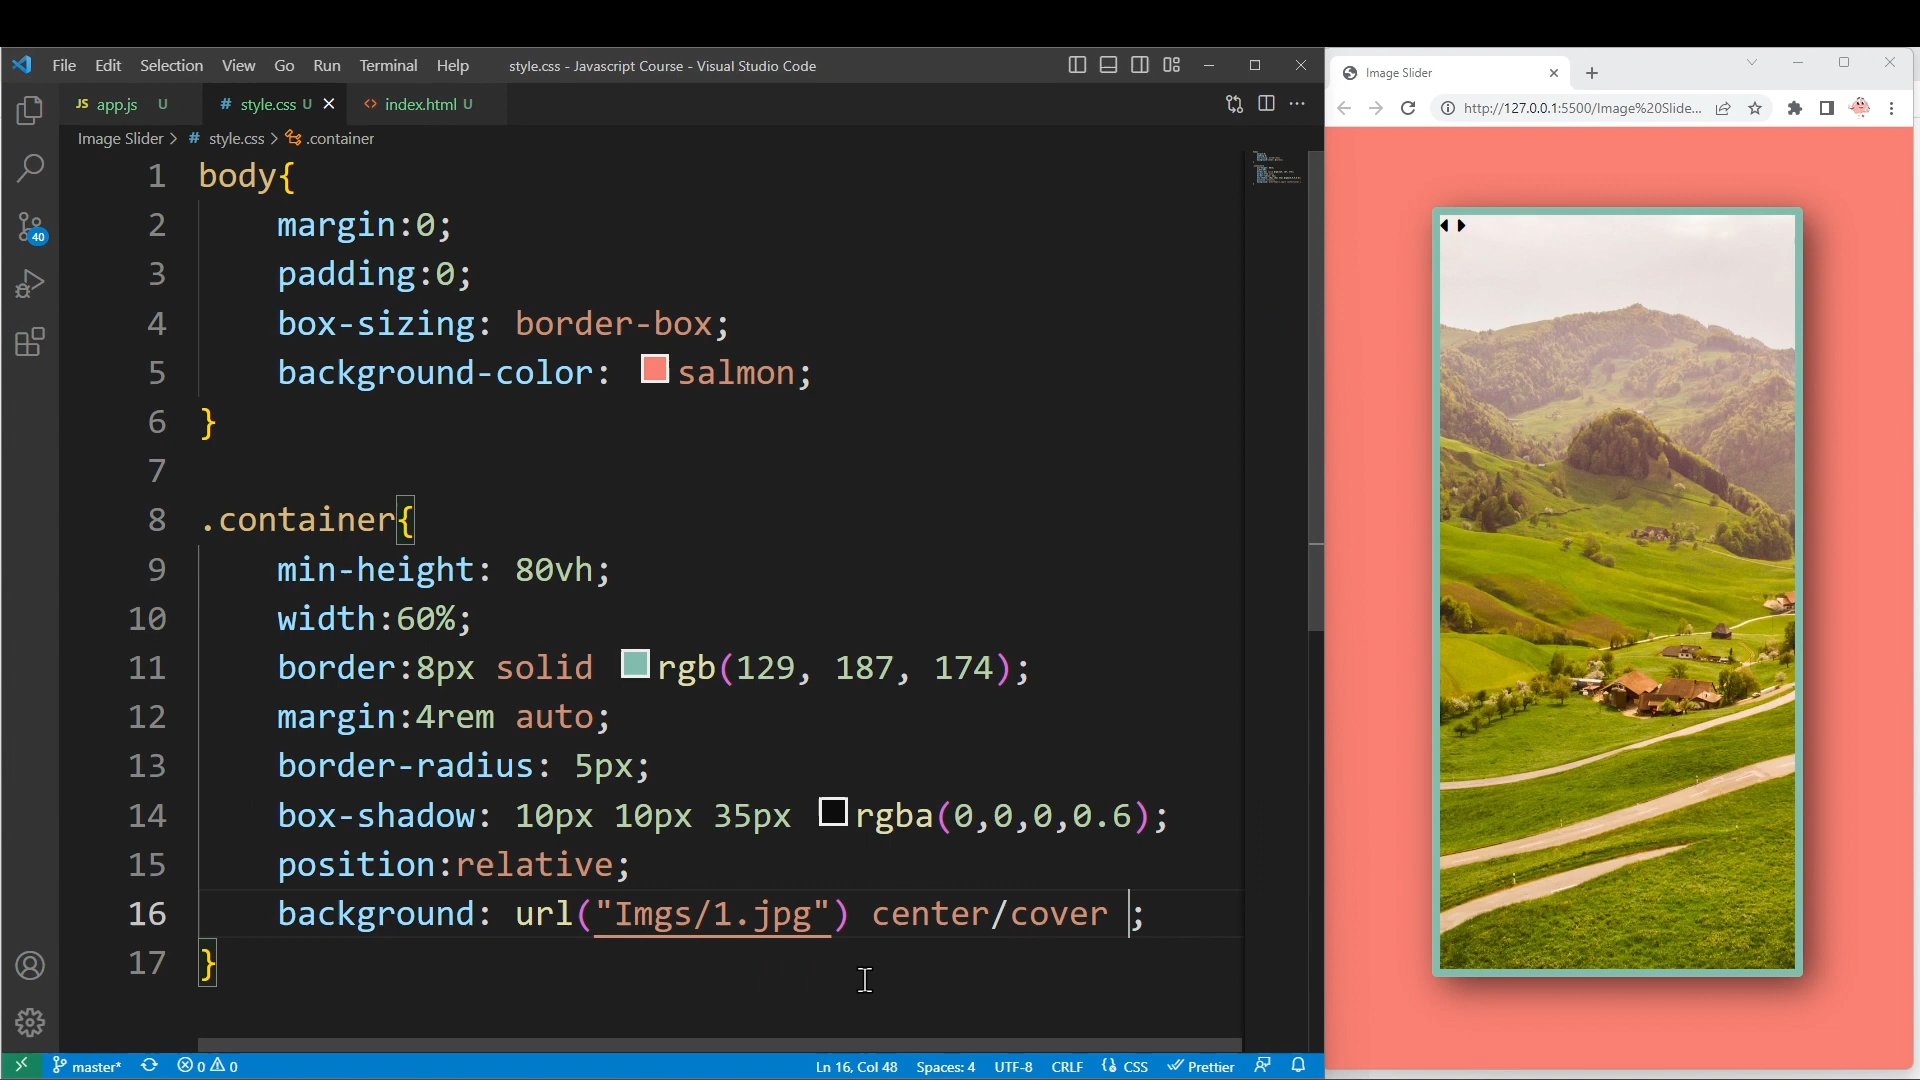 File Edit Selection View Go Run Terminal Help style.css - Javascript Course - Visual Studio Code
JS app.js U # style.css U <> index.html U
Image Slider > # style.css > .container
1 body{
2 margin:0;
3 padding:0;
4 box-sizing: border-box;
5 background-color: salmon;
6 }
7
8 .container{
9 min-height: 80vh;
10 width:60%;
11 border:8px solid rgb(129, 187, 174);
12 margin:4rem auto;
13 border-radius: 5px;
14 box-shadow: 10px 10px 35px rgba(0,0,0,0.6);
15 position:relative;
16 background: url("Imgs/1.jpg") center/cover ;
17 }
40
master* 0 0 Ln 16, Col 48 Spaces: 4 UTF-8 CRLF CSS Prettier
Image Slider
http://127.0.0.1:5500/Image%20Slide...